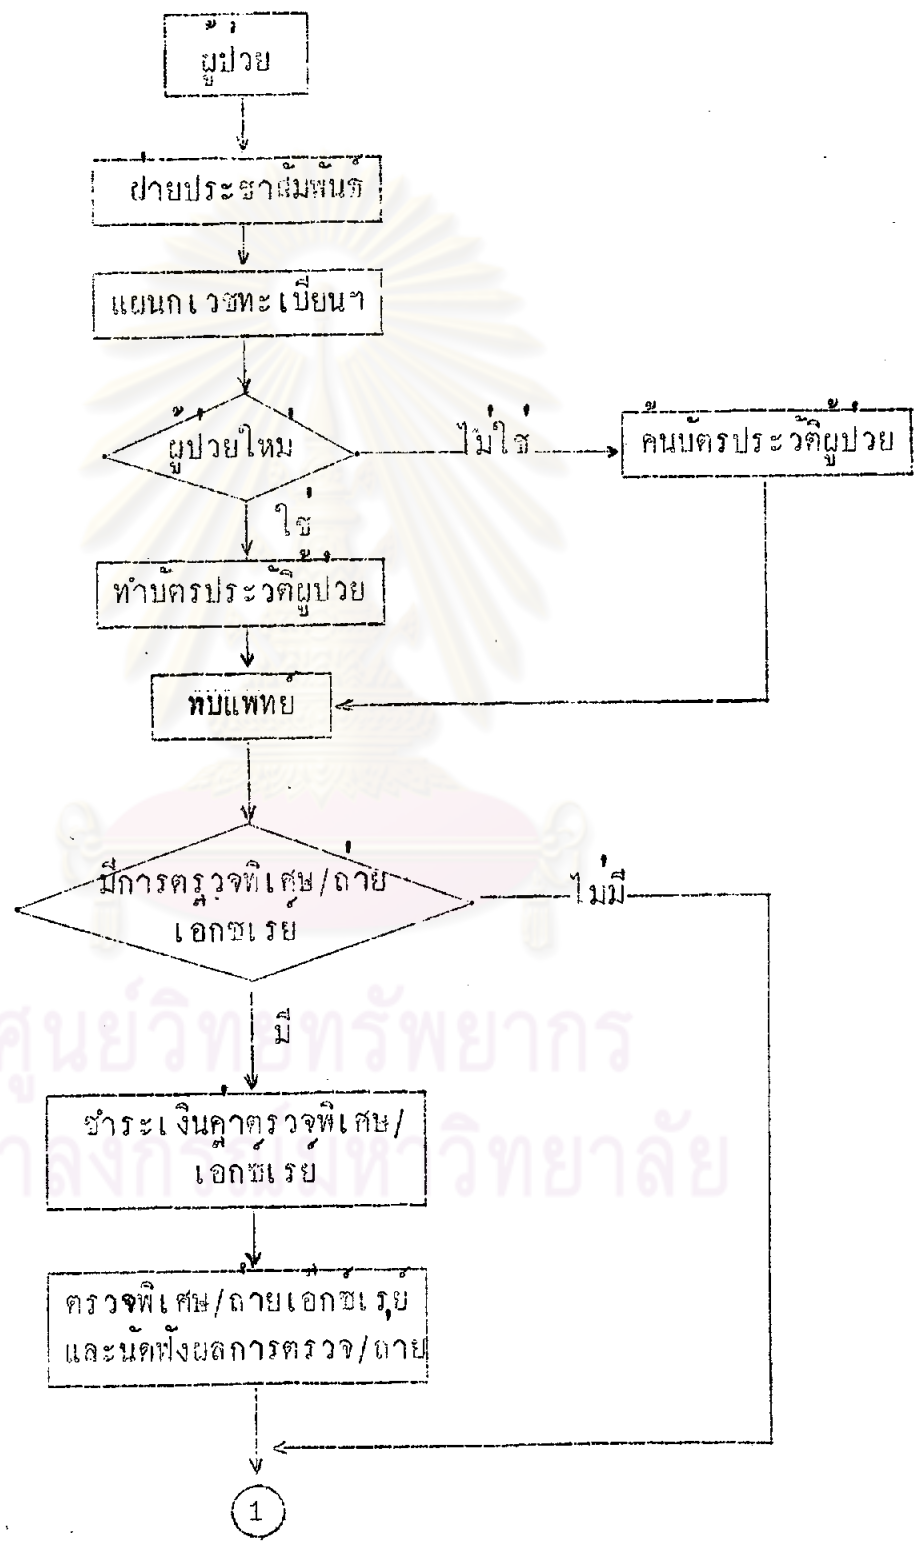 ผู้ป่วย
ฝ่ายประชาสัมพันธ์
แผนกเวชทะเบียนฯ
ผู้ป่วยใหม่
ไม่ใช่
ค้นบัตรประวัติผู้ป่วย
ใช่
ทำบัตรประวัติผู้ป่วย
พบแพทย์
มีการตรวจพิเศษ/ถ่าย
เอ็กซเรย์
ไม่มี
มี
ชำระเงินค่าตรวจพิเศษ/
เอ็กซ์เรย์
ตรวจพิเศษ/ถ่ายเอ็กซ์เรย์
และนัดฟังผลการตรวจ/ถ่าย
1
ศูนย์วิทยทรัพยากร
าลงกรณ์มหาวิทยาลัย